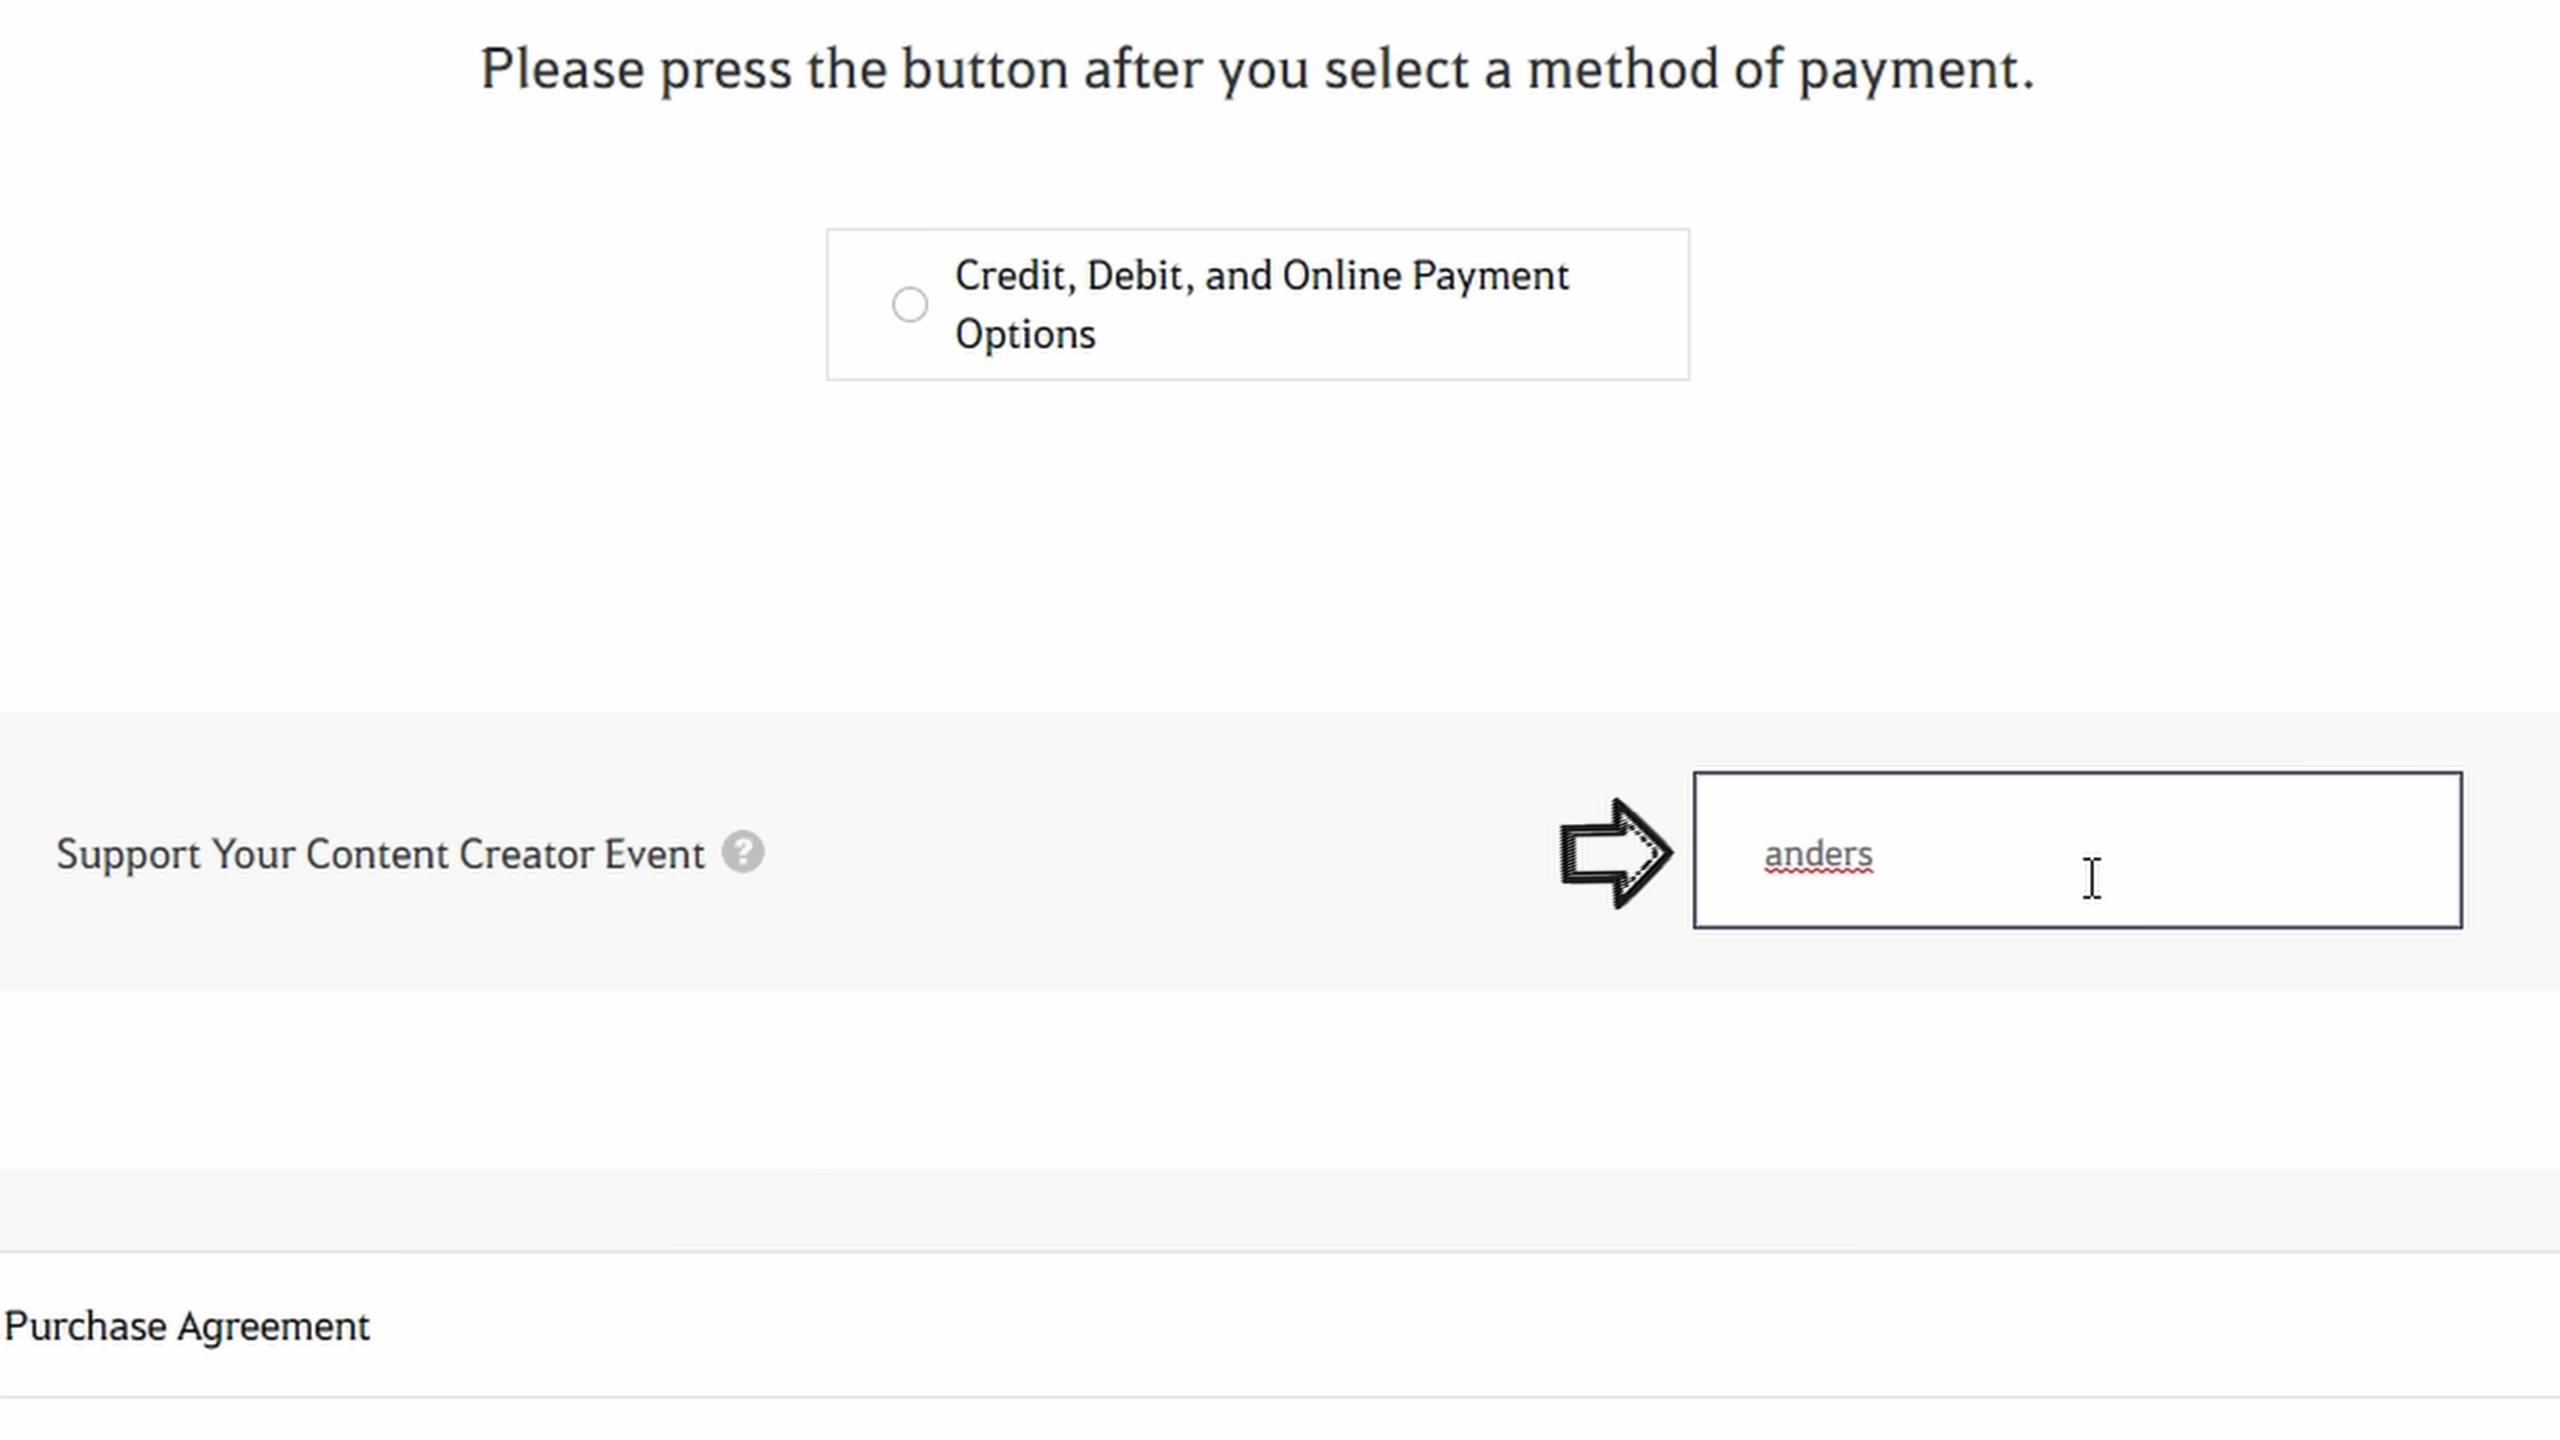 Please press the button after you select a method of payment.
Credit, Debit, and Online Payment
Options
Support Your Content Creator Event ?
anders
Purchase Agreement